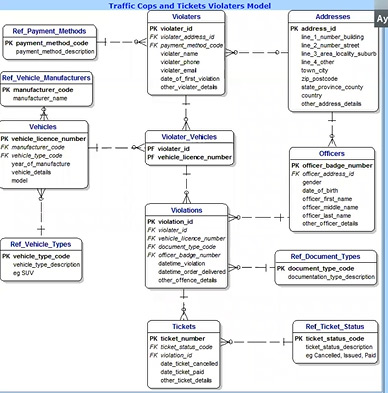 Traffic Cops and Tickets Violaters Model
Ay
Ref_Payment_Methods
PK payment_method_code
payment_method_description
Ref_Vehicle_Manufacturers
PK manufacturer_code
manufacturer_name
Vehicles
PK vehicle_licence_number
FK manufacturer_code
FK vehicle_type_code
year_of_manufacture
vehicle_details
model
Ref_Vehicle_Types
PK vehicle_type_code
vehicle_type_description
eg SUV
Violaters
PK violater_id
FK violater_address_id
FK payment_method_code
violater_name
violater_phone
violater_email
date_of_first_violation
other_violater_details
Violater_Vehicles
PF violater_id
PF vehicle_licence_number
Violations
PK violation_id
FK violater_id
FK vehicle_licence_number
FK document_type_code
FK officer_badge_number
datetime_violation
datetime_order_delivered
other_offence_details
Tickets
PK ticket_number
FK ticket_status_code
FK violation_id
date_ticket_cancelled
date_ticket_paid
other_ticket_details
Addresses
PK address_id
line_1_number_building
line_2_number_street
line_3_area_locality_suburb
line_4_other
town_city
zip_postcode
state_province_county
country
other_address_details
Officers
PK officer_badge_number
FK officer_address_id
gender
date_of_birth
officer_first_name
officer_middle_name
officer_last_name
other_officer_details
Ref_Document_Types
PK document_type_code
documentation_type_description
Ref_Ticket_Status
PK ticket_status_code
ticket_status_description
eg Cancelled, Issued, Paid